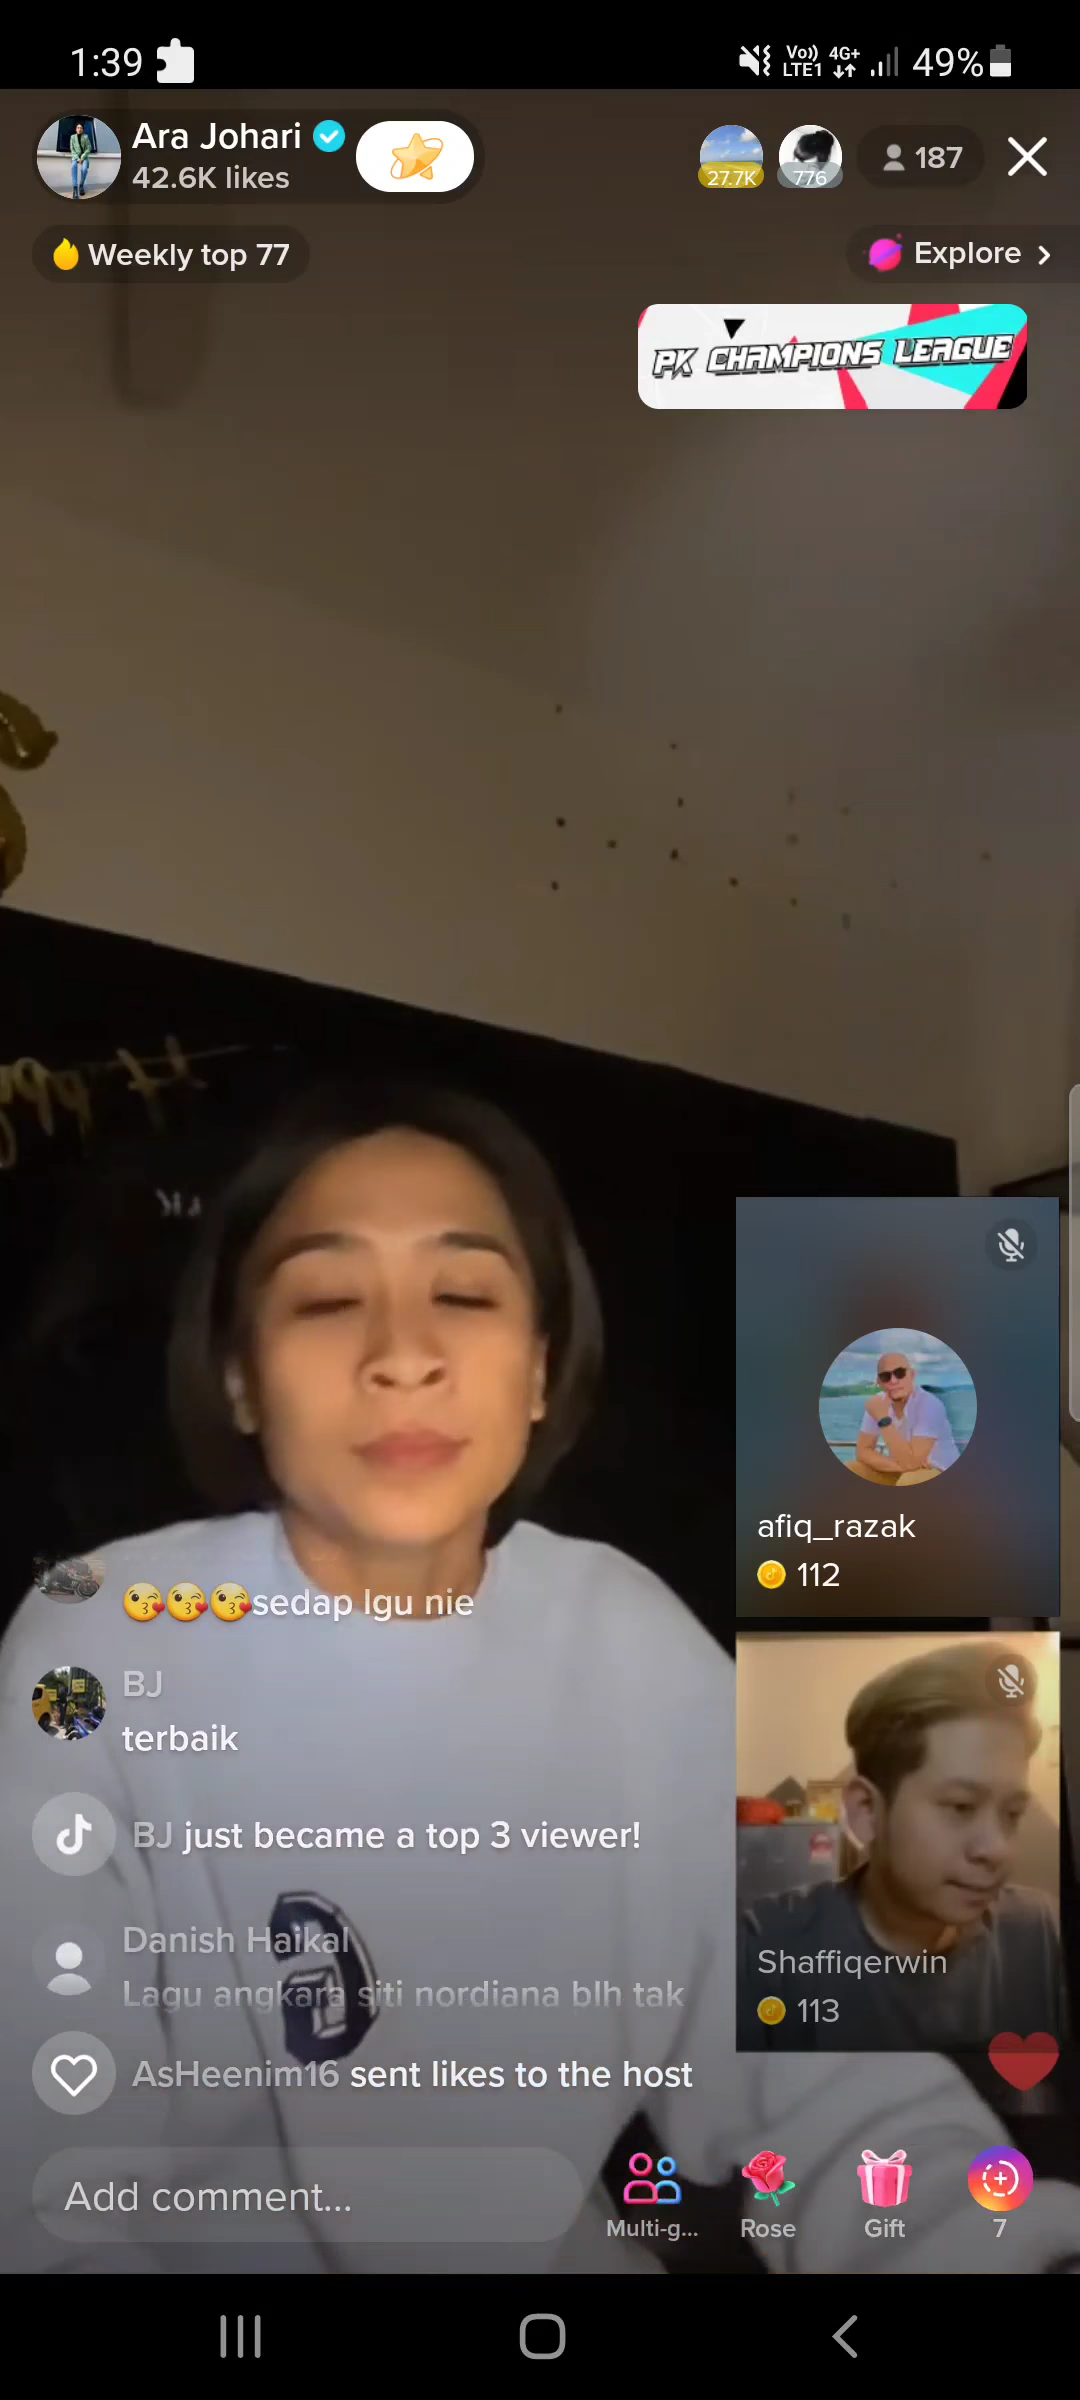 1:39
Vo)) LTE1 4G+ 49%
Ara Johari
42.6K likes
27.7K
776
187
Weekly top 77
Explore
PK CHAMPIONS LEAGUE
afiq_razak
112
😘😘😘sedap lgu nie
BJ
terbaik
BJ just became a top 3 viewer!
Danish Haikal
Lagu angkara siti nordiana blh tak
Shaffiqerwin
113
AsHeenim16 sent likes to the host
Add comment...
Multi-g...
Rose
Gift
7